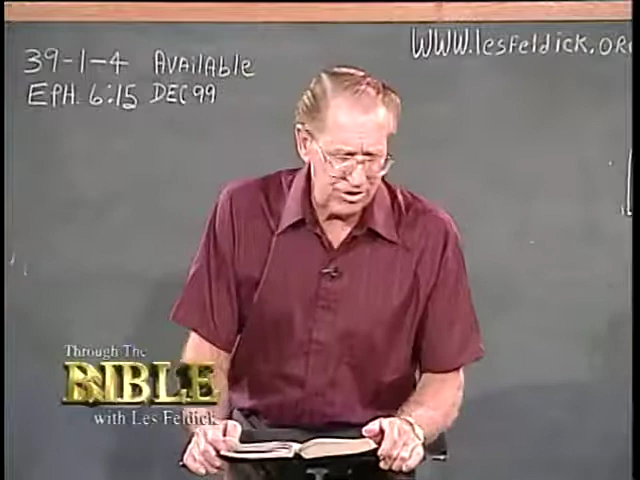 39-1-4 AVAILABLE
EPH. 6:15 DEC 99
WWW.LESFELDICK.OR
Through The
BIBLE
with LES FELDICK